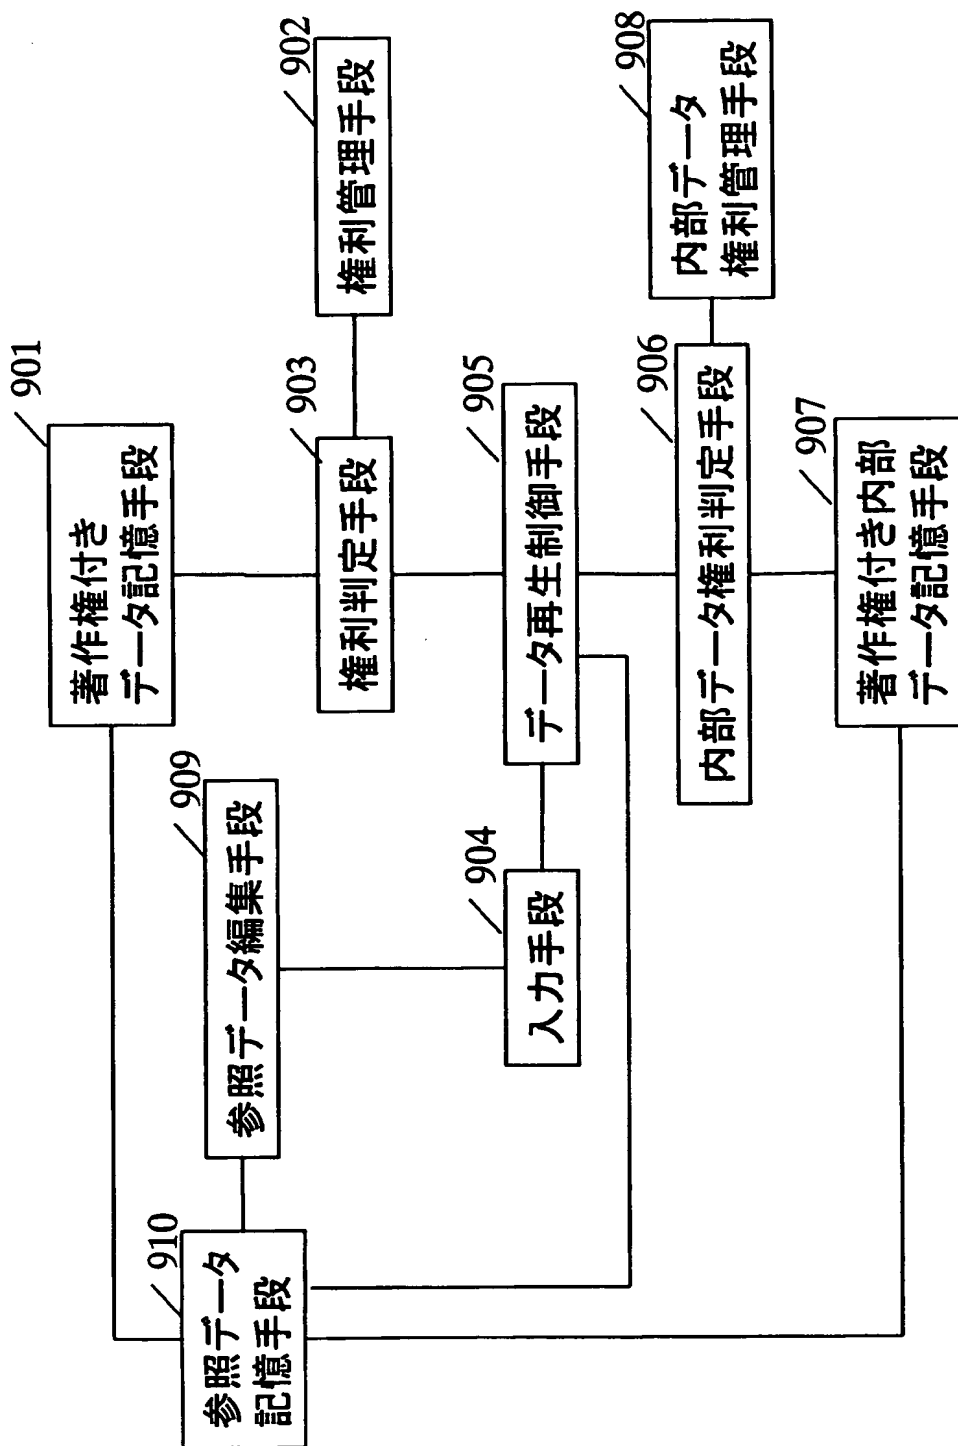 901
著作権付き
データ記憶手段
902
権利管理手段
903
権利判定手段
904
入力手段
905
データ再生制御手段
906
内部データ権利判定手段
907
著作権付き内部
データ記憶手段
908
内部データ
権利管理手段
909
参照データ編集手段
910
参照データ
記憶手段